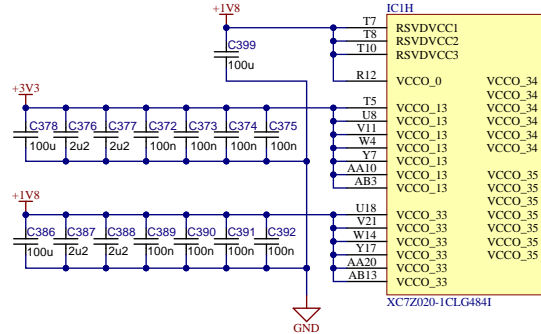 +1V8 IC1H
T7 RSVDVCC1
C399 T8 RSVDVCC2
T10 RSVDVCC3
100u
R12 VCCO_0 VCCO_34
+3V3 VCCO_34
T5 VCCO_13 VCCO_34
C378 C376 C377 C372 C373 C374 C375 U8 VCCO_13 VCCO_34
V11 VCCO_13 VCCO_34
100u 2u2 2u2 100n 100n 100n 100n W4 VCCO_13 VCCO_34
Y7 VCCO_13
AA10 VCCO_13 VCCO_35
AB3 VCCO_13 VCCO_35
+1V8 VCCO_35
U18 VCCO_33 VCCO_35
C386 C387 C388 C389 C390 C391 C392 V21 VCCO_33 VCCO_35
W14 VCCO_33 VCCO_35
100u 2u2 2u2 100n 100n 100n 100n Y17 VCCO_33 VCCO_35
AA20 VCCO_33
AB13 VCCO_33
XC7Z020-1CLG484I
GND